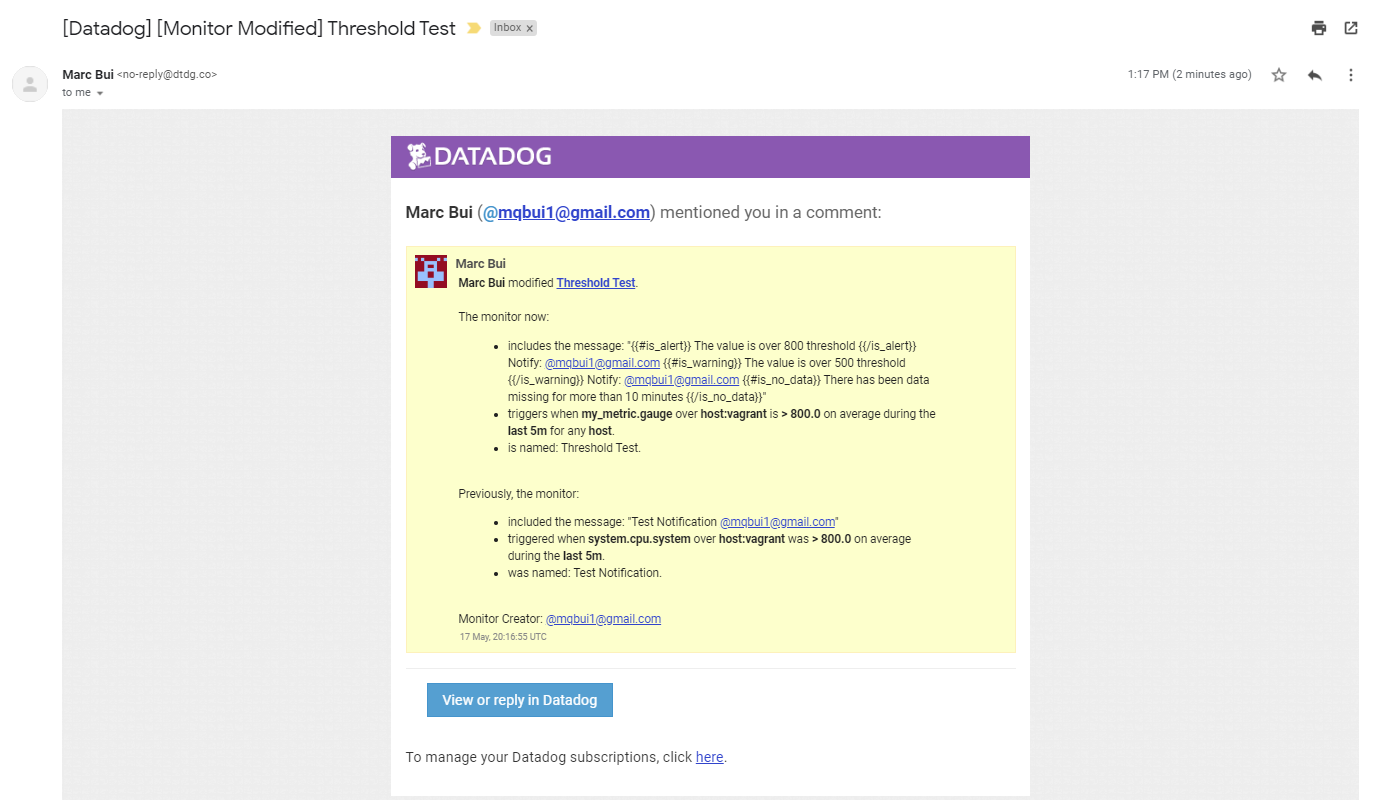 [Datadog] [Monitor Modified] Threshold Test Inbox x
Marc Bui <no-reply@dtdg.co> 1:17 PM (2 minutes ago)
to me
DATADOG
Marc Bui (@mqbui1@gmail.com) mentioned you in a comment:
Marc Bui
Marc Bui modified Threshold Test.
The monitor now:
• includes the message: "{{#is_alert}} The value is over 800 threshold {{/is_alert}}
Notify: @mqbui1@gmail.com {{#is_warning}} The value is over 500 threshold
{{/is_warning}} Notify: @mqbui1@gmail.com {{#is_no_data}} There has been data
missing for more than 10 minutes {{/is_no_data}}"
• triggers when my_metric.gauge over host:vagrant is > 800.0 on average during the
last 5m for any host.
• is named: Threshold Test.
Previously, the monitor:
• included the message: "Test Notification @mqbui1@gmail.com"
• triggered when system.cpu.system over host:vagrant was > 800.0 on average
during the last 5m.
• was named: Test Notification.
Monitor Creator: @mqbui1@gmail.com
17 May, 20:16:55 UTC
View or reply in Datadog
To manage your Datadog subscriptions, click here.